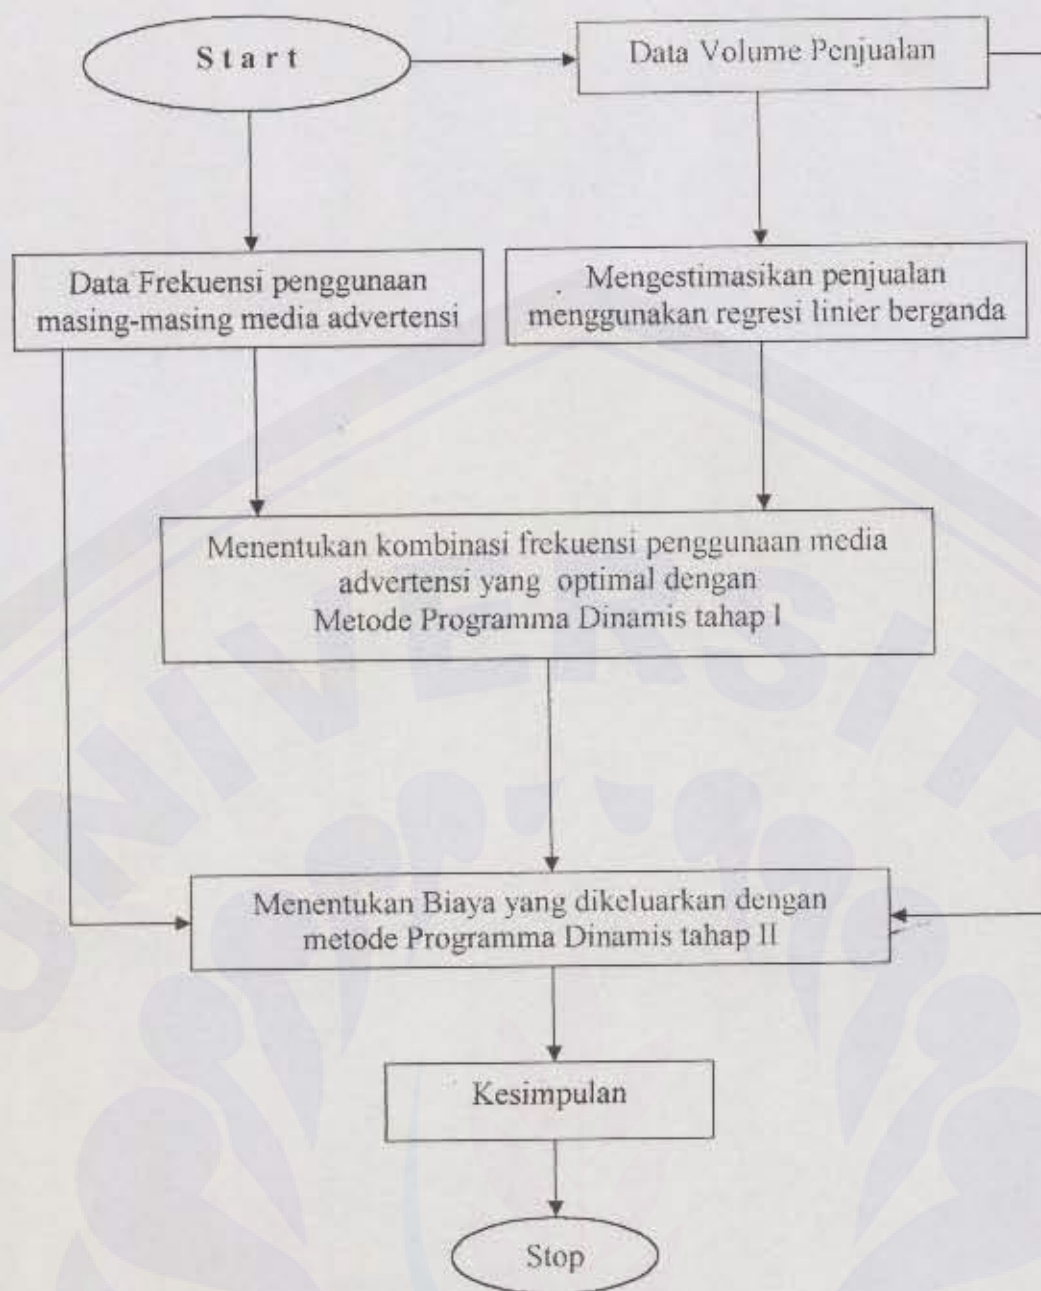 Start
Data Volume Penjualan
Data Frekuensi penggunaan
masing-masing media advertensi
Mengestimasikan penjualan
menggunakan regresi linier berganda
Menentukan kombinasi frekuensi penggunaan media
advertensi yang optimal dengan
Metode Programma Dinamis tahap I
Menentukan Biaya yang dikeluarkan dengan
metode Programma Dinamis tahap II
Kesimpulan
Stop
UNIVERSITA